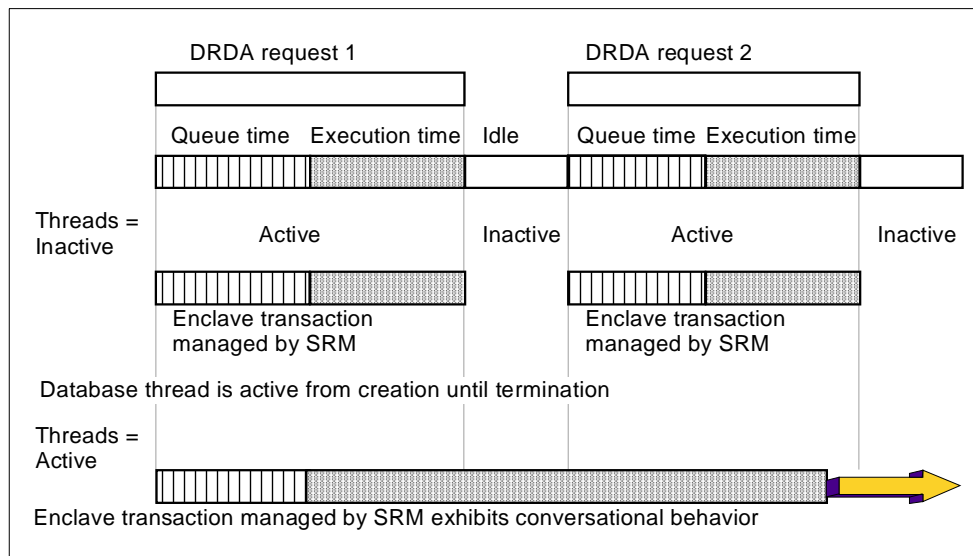 DRDA request 1
DRDA request 2
Queue time
Execution time
Idle
Queue time
Execution time
Threads =
Inactive
Active
Inactive
Active
Inactive
Enclave transaction
managed by SRM
Enclave transaction
managed by SRM
Database thread is active from creation until termination
Threads =
Active
Enclave transaction managed by SRM exhibits conversational behavior